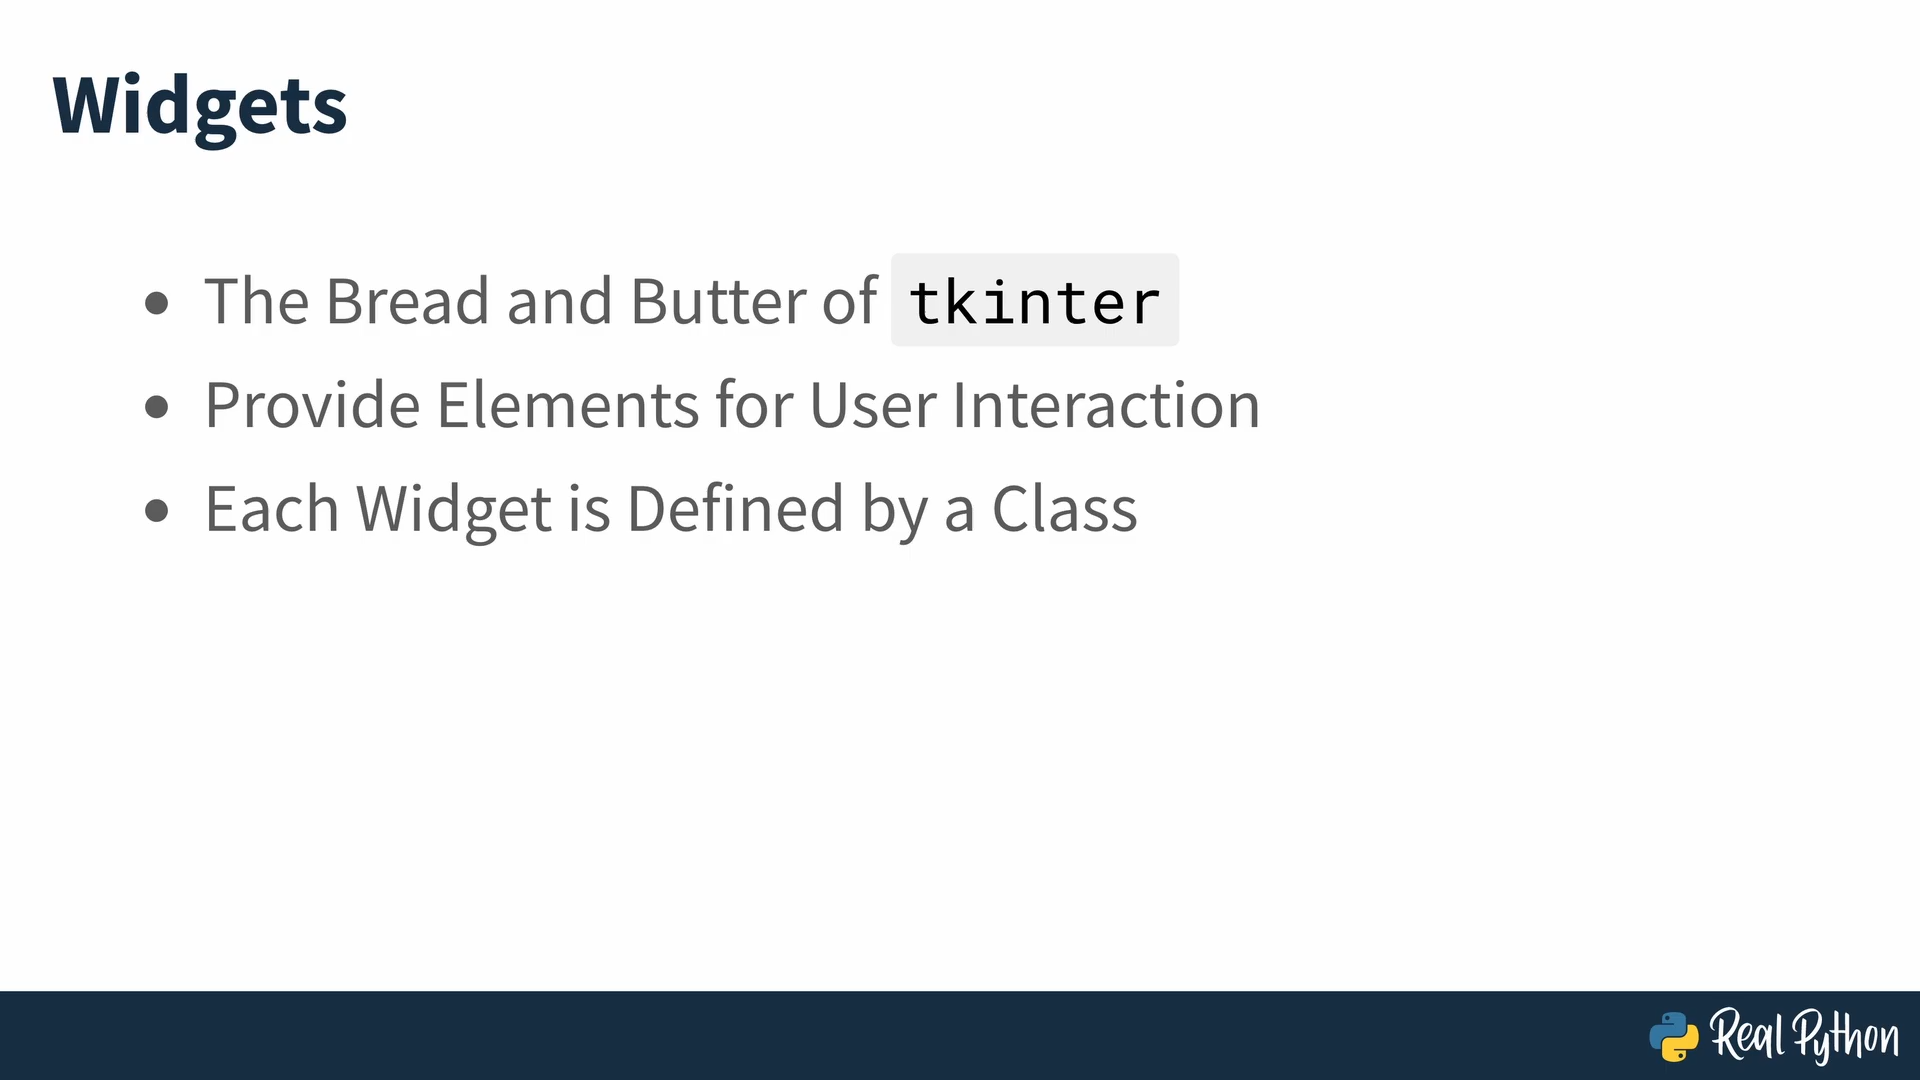 Widgets
• The Bread and Butter of tkinter
• Provide Elements for User Interaction
• Each Widget is Defined by a Class
Real Python